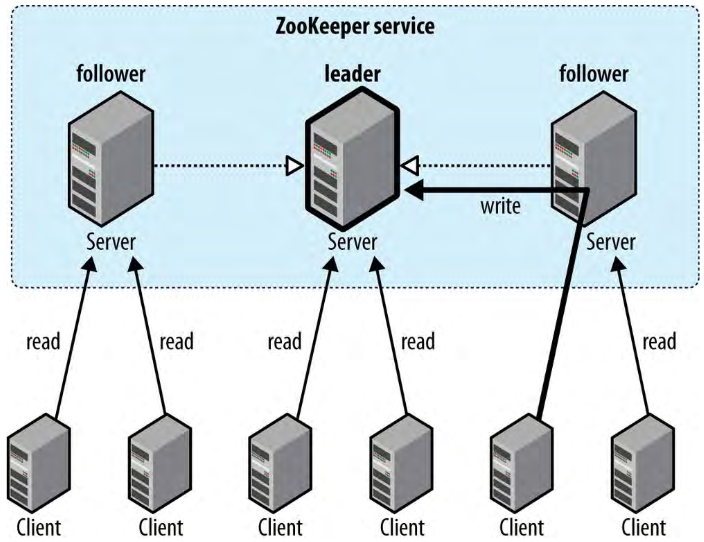 ZooKeeper service
follower leader follower
write
Server Server Server
read read read read read
Client Client Client Client Client Client